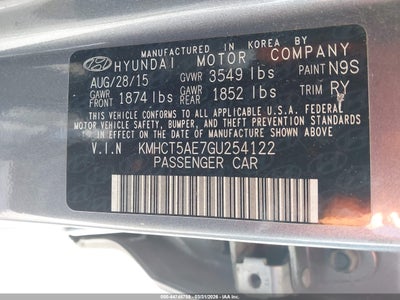 MANUFACTURED IN KOREA BY
HYUNDAI MOTOR COMPANY
AUG/28/15 GVWR 3549 lbs PAINT N9S
GAWR FRONT 1874 lbs GAWR REAR 1852 lbs TRIM RY
THIS VEHICLE CONFORMS TO ALL APPLICABLE U.S.A. FEDERAL
MOTOR VEHICLE SAFETY, BUMPER, AND THEFT PREVENTION STANDARDS
IN EFFECT ON THE DATE OF MANUFACTURE SHOWN ABOVE.
V.I.N KMHCT5AE7GU254122
PASSENGER CAR